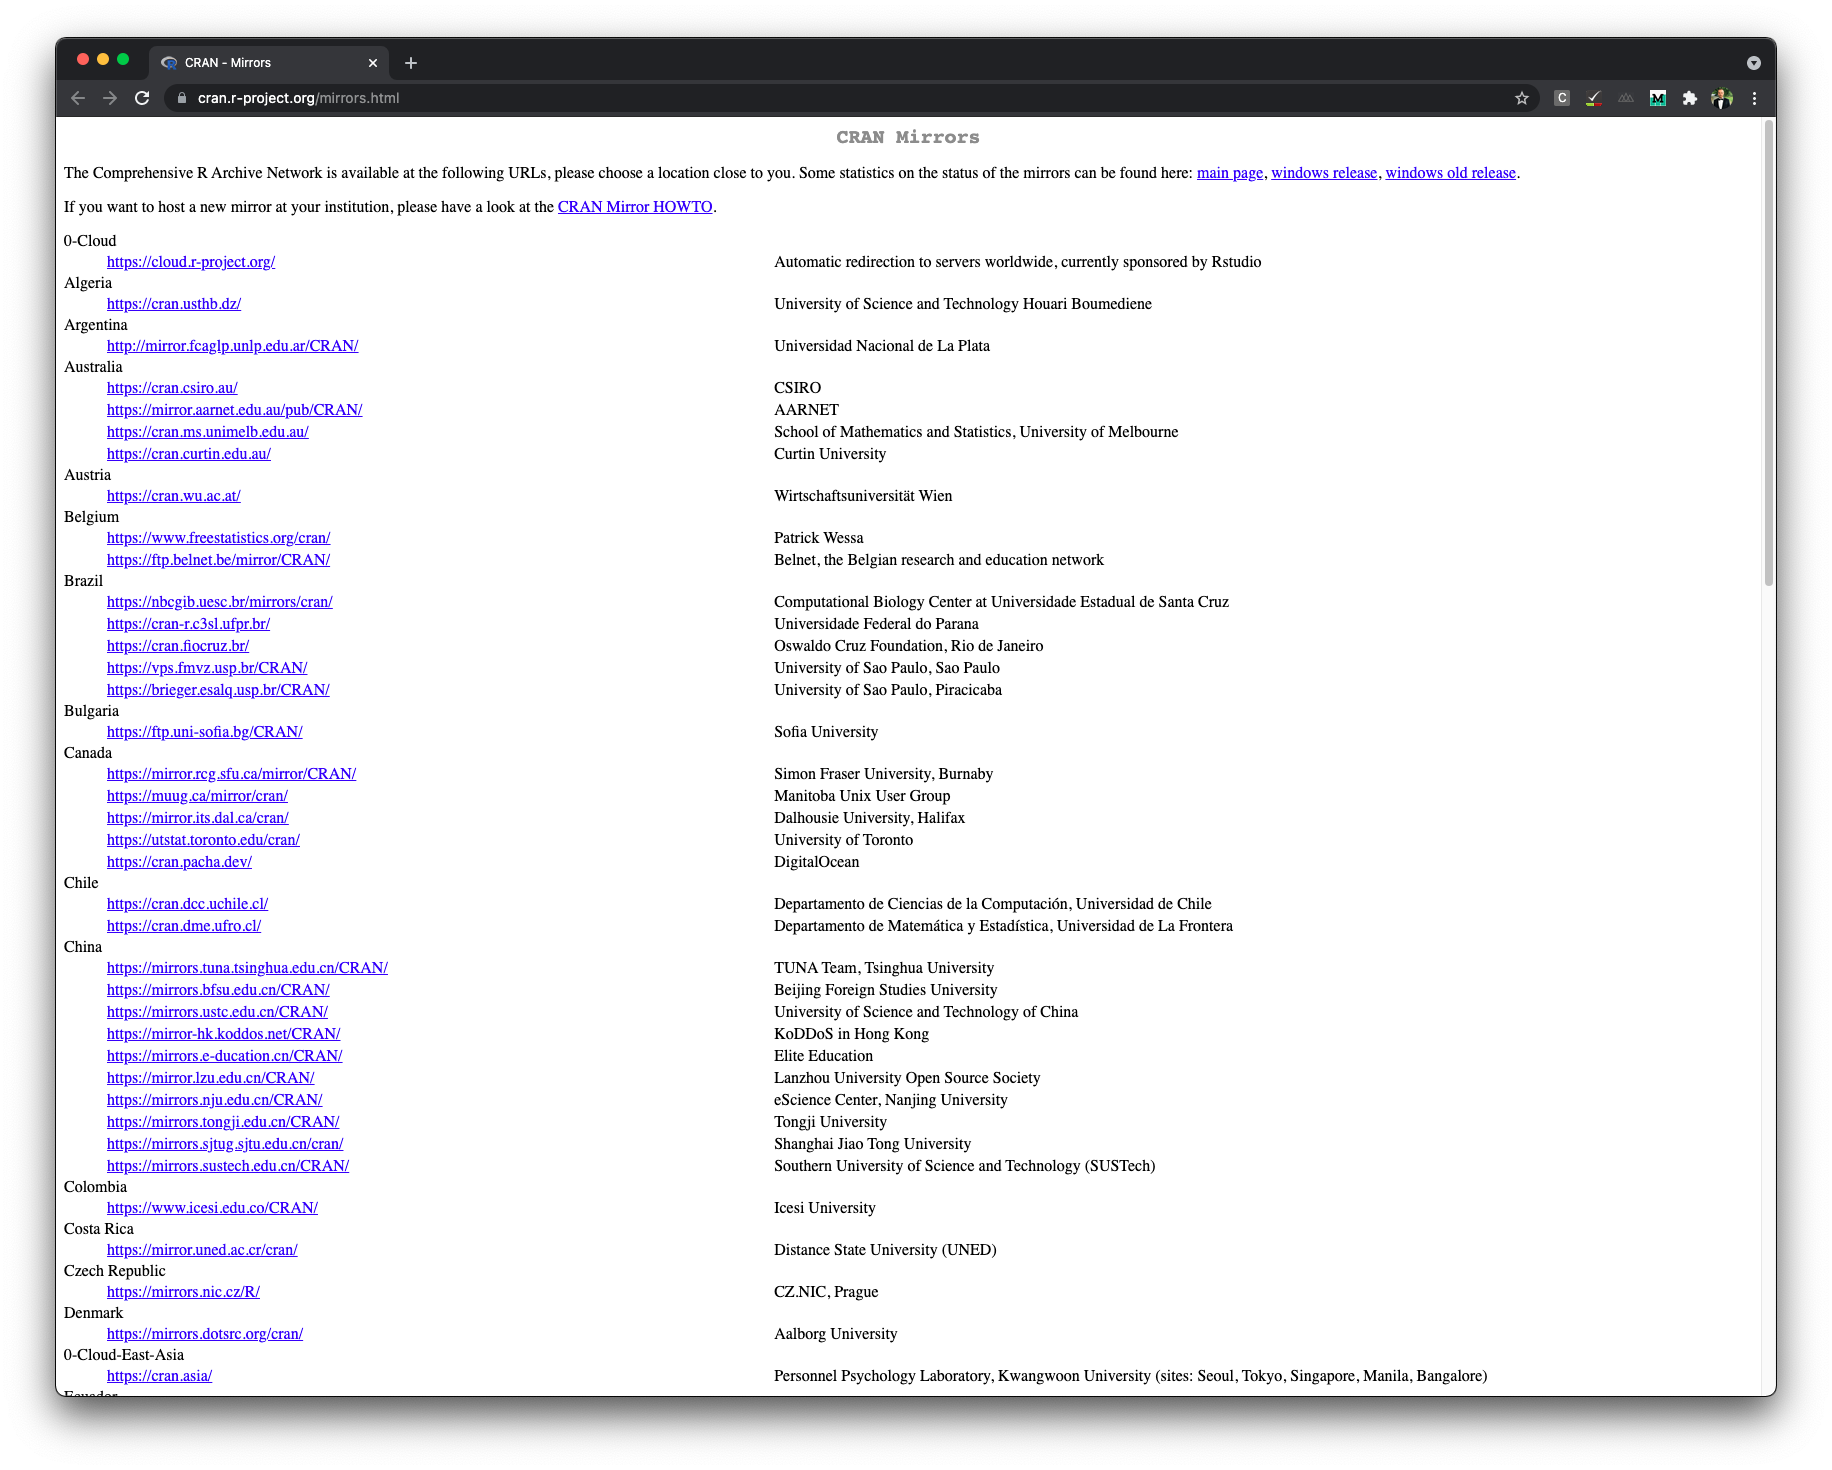 CRAN - Mirrors
cran.r-project.org/mirrors.html
CRAN Mirrors
The Comprehensive R Archive Network is available at the following URLs, please choose a location close to you. Some statistics on the status of the mirrors can be found here: main page, windows release, windows old release.
If you want to host a new mirror at your institution, please have a look at the CRAN Mirror HOWTO.
0-Cloud
https://cloud.r-project.org/ Automatic redirection to servers worldwide, currently sponsored by Rstudio
Algeria
https://cran.usthb.dz/ University of Science and Technology Houari Boumediene
Argentina
http://mirror.fcaglp.unlp.edu.ar/CRAN/ Universidad Nacional de La Plata
Australia
https://cran.csiro.au/ CSIRO
https://mirror.aarnet.edu.au/pub/CRAN/ AARNET
https://cran.ms.unimelb.edu.au/ School of Mathematics and Statistics, University of Melbourne
https://cran.curtin.edu.au/ Curtin University
Austria
https://cran.wu.ac.at/ Wirtschaftsuniversität Wien
Belgium
https://www.freestatistics.org/cran/ Patrick Wessa
https://ftp.belnet.be/mirror/CRAN/ Belnet, the Belgian research and education network
Brazil
https://nbcgib.uesc.br/mirrors/cran/ Computational Biology Center at Universidade Estadual de Santa Cruz
https://cran-r.c3sl.ufpr.br/ Universidade Federal do Parana
https://cran.fiocruz.br/ Oswaldo Cruz Foundation, Rio de Janeiro
https://vps.fmvz.usp.br/CRAN/ University of Sao Paulo, Sao Paulo
https://brieger.esalq.usp.br/CRAN/ University of Sao Paulo, Piracicaba
Bulgaria
https://ftp.uni-sofia.bg/CRAN/ Sofia University
Canada
https://mirror.rcg.sfu.ca/mirror/CRAN/ Simon Fraser University, Burnaby
https://muug.ca/mirror/cran/ Manitoba Unix User Group
https://mirror.its.dal.ca/cran/ Dalhousie University, Halifax
https://utstat.toronto.edu/cran/ University of Toronto
https://cran.pacha.dev/ DigitalOcean
Chile
https://cran.dcc.uchile.cl/ Departamento de Ciencias de la Computación, Universidad de Chile
https://cran.dme.ufro.cl/ Departamento de Matemática y Estadística, Universidad de La Frontera
China
https://mirrors.tuna.tsinghua.edu.cn/CRAN/ TUNA Team, Tsinghua University
https://mirrors.bfsu.edu.cn/CRAN/ Beijing Foreign Studies University
https://mirrors.ustc.edu.cn/CRAN/ University of Science and Technology of China
https://mirror-hk.koddos.net/CRAN/ KoDDoS in Hong Kong
https://mirrors.e-ducation.cn/CRAN/ Elite Education
https://mirror.lzu.edu.cn/CRAN/ Lanzhou University Open Source Society
https://mirrors.nju.edu.cn/CRAN/ eScience Center, Nanjing University
https://mirrors.tongji.edu.cn/CRAN/ Tongji University
https://mirrors.sjtug.sjtu.edu.cn/cran/ Shanghai Jiao Tong University
https://mirrors.sustech.edu.cn/CRAN/ Southern University of Science and Technology (SUSTech)
Colombia
https://www.icesi.edu.co/CRAN/ Icesi University
Costa Rica
https://mirror.uned.ac.cr/cran/ Distance State University (UNED)
Czech Republic
https://mirrors.nic.cz/R/ CZ.NIC, Prague
Denmark
https://mirrors.dotsrc.org/cran/ Aalborg University
0-Cloud-East-Asia
https://cran.asia/ Personnel Psychology Laboratory, Kwangwoon University (sites: Seoul, Tokyo, Singapore, Manila, Bangalore)
Ecuador